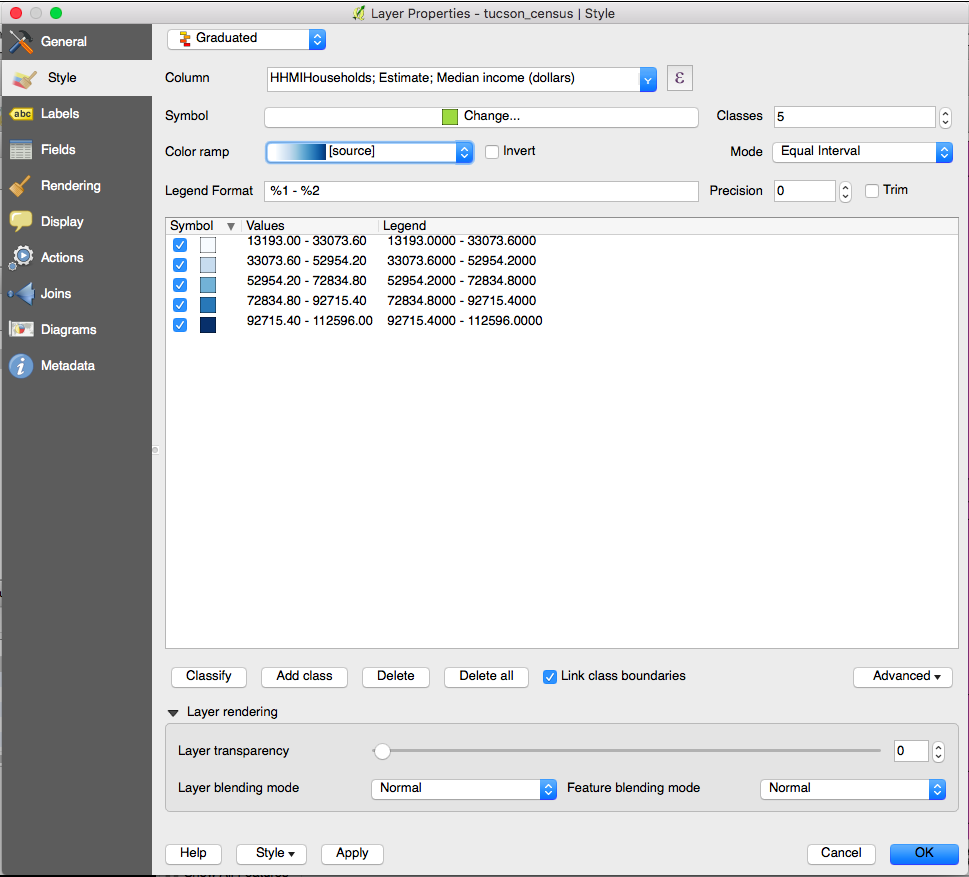 Layer Properties - tucson_census | Style
General
Style
abc Labels
Fields
Rendering
Display
Actions
Joins
Diagrams
Metadata
Graduated
Column HHMIHouseholds; Estimate; Median income (dollars) ε
Symbol Change... Classes 5
Color ramp [source] Invert Mode Equal Interval
Legend Format %1 - %2 Precision 0 Trim
Symbol Values Legend
13193.00 - 33073.60 13193.0000 - 33073.6000
33073.60 - 52954.20 33073.6000 - 52954.2000
52954.20 - 72834.80 52954.2000 - 72834.8000
72834.80 - 92715.40 72834.8000 - 92715.4000
92715.40 - 112596.00 92715.4000 - 112596.0000
Classify Add class Delete Delete all Link class boundaries Advanced
Layer rendering
Layer transparency 0
Layer blending mode Normal Feature blending mode Normal
Help Style Apply Cancel OK
Show All Features